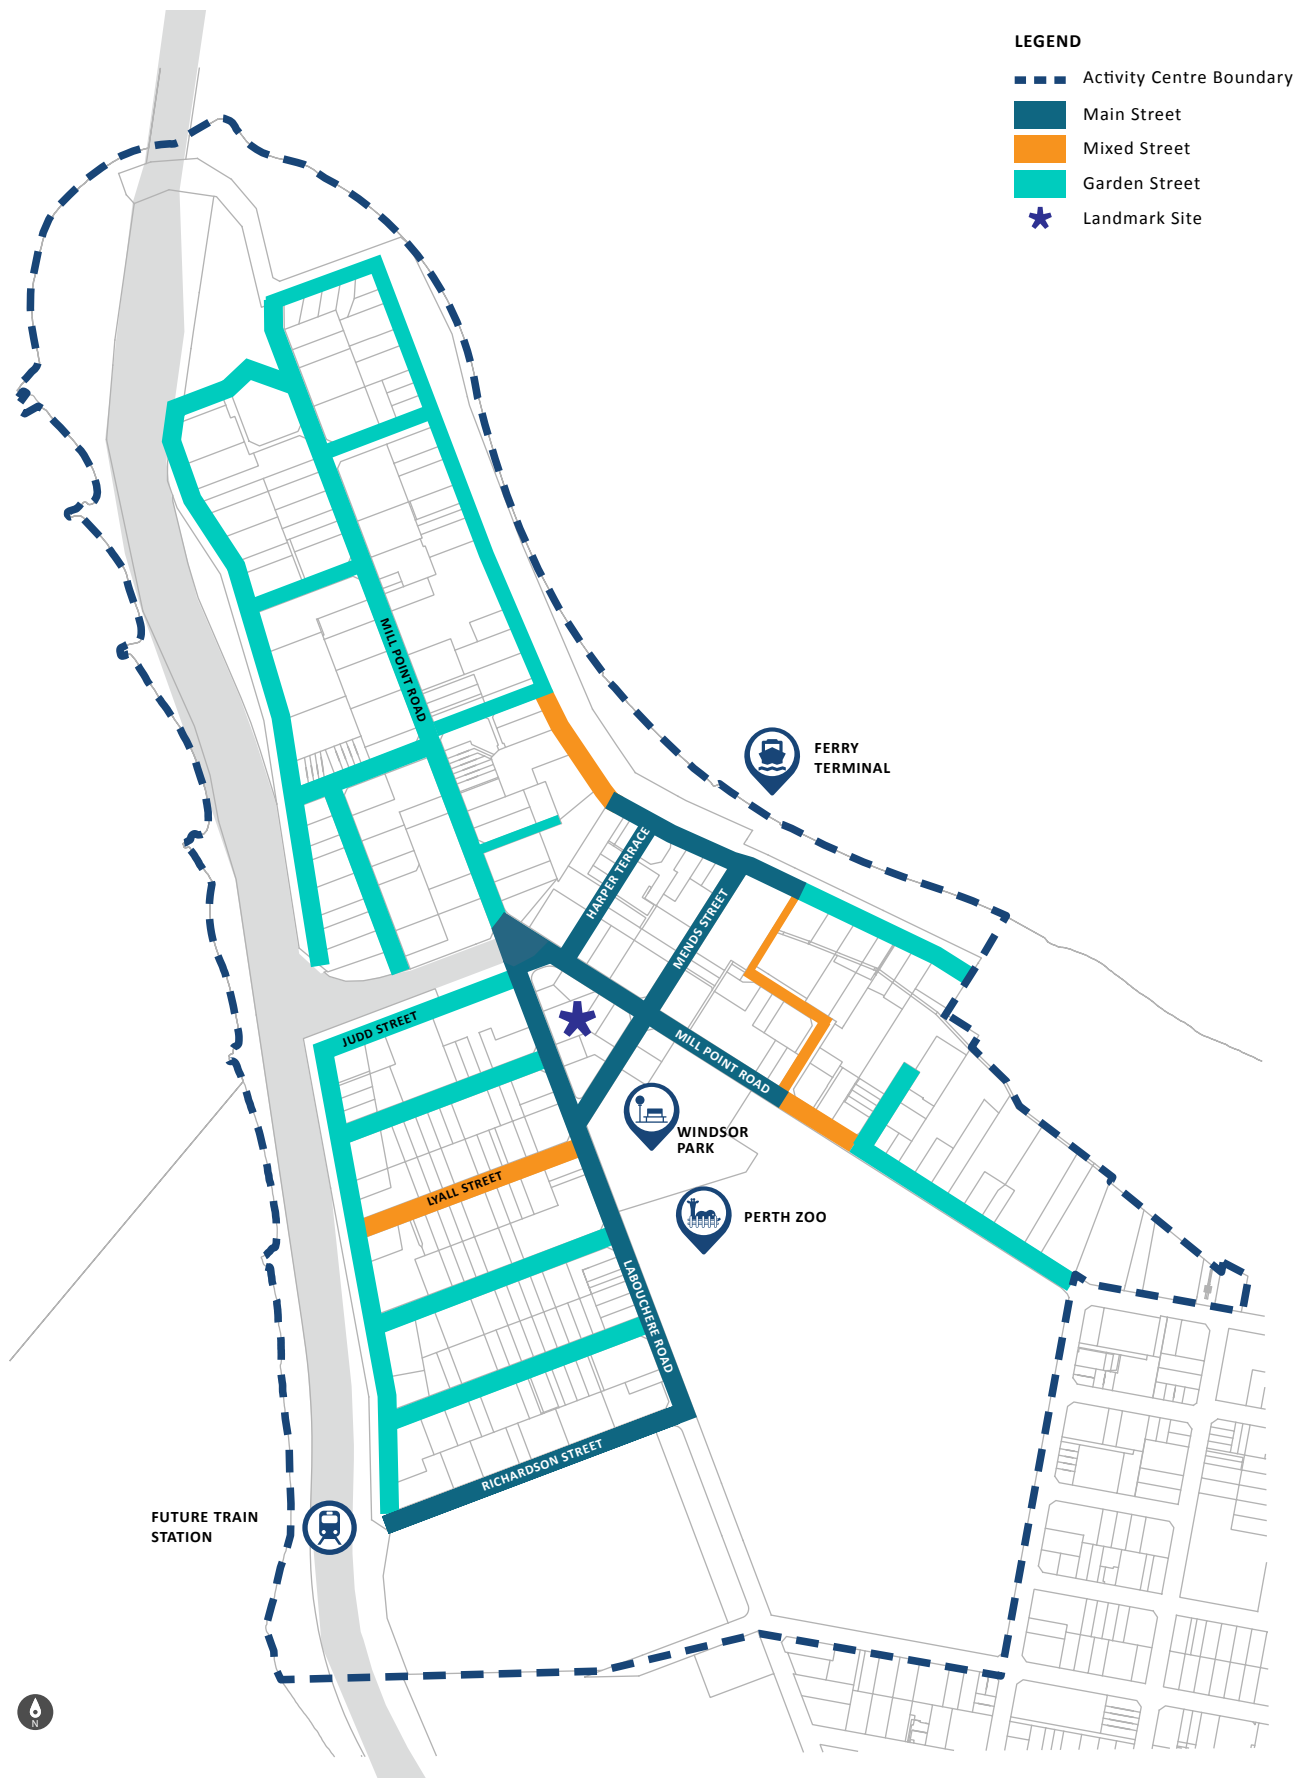 LEGEND
Activity Centre Boundary
Main Street
Mixed Street
Garden Street
Landmark Site
MILL POINT ROAD
FERRY
TERMINAL
HARPER TERRACE
MENDS STREET
JUDD STREET
MILL POINT ROAD
WINDSOR
PARK
LYALL STREET
PERTH ZOO
LABOUCHERE ROAD
RICHARDSON STREET
FUTURE TRAIN
STATION
N